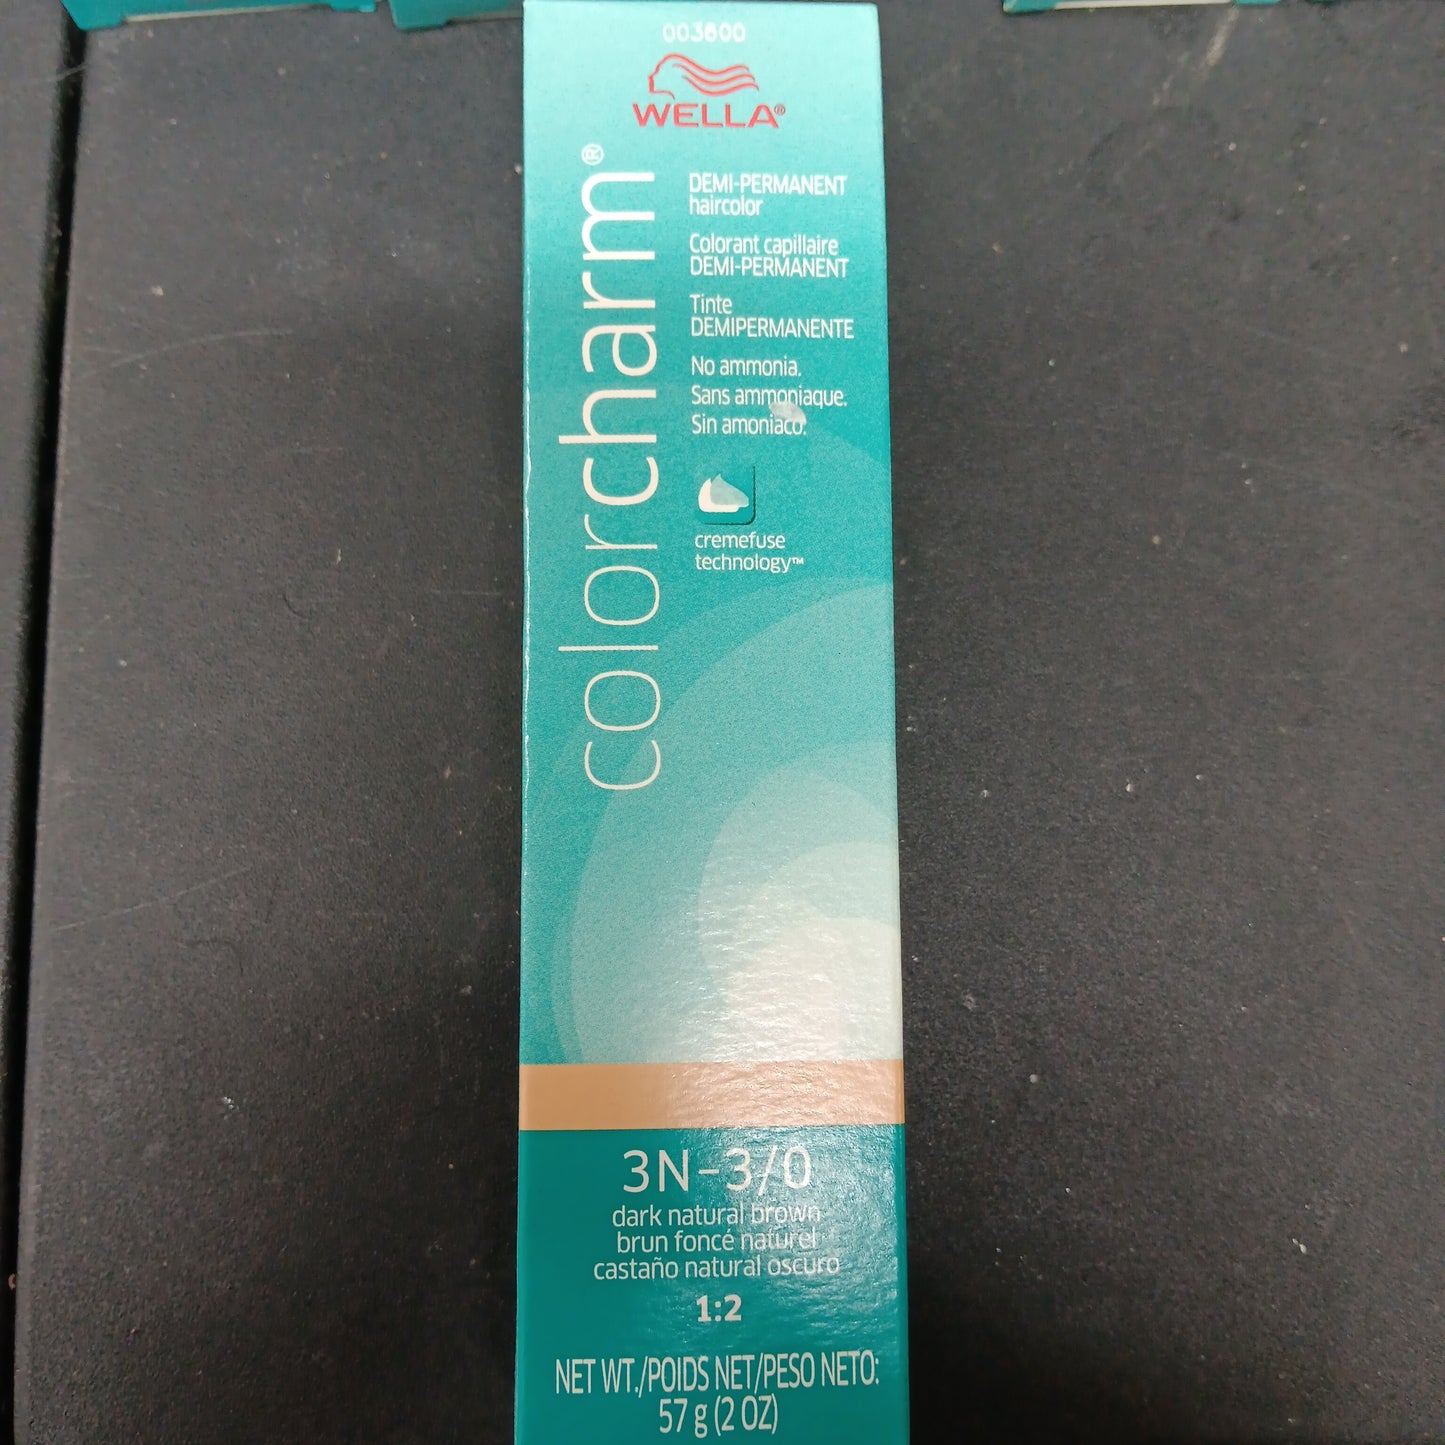 003800
WELLA®
colorcharm®
DEMI-PERMANENT
haircolor
Colorant capillaire
DEMI-PERMANENT
Tinte
DEMIPERMANENTE
No ammonia.
Sans ammoniaque.
Sin amoniaco.
cremefuse
technology™
3N-3/0
dark natural brown
brun foncé naturel
castaño natural oscuro
1:2
NET WT./POIDS NET/PESO NETO:
57 g (2 OZ)